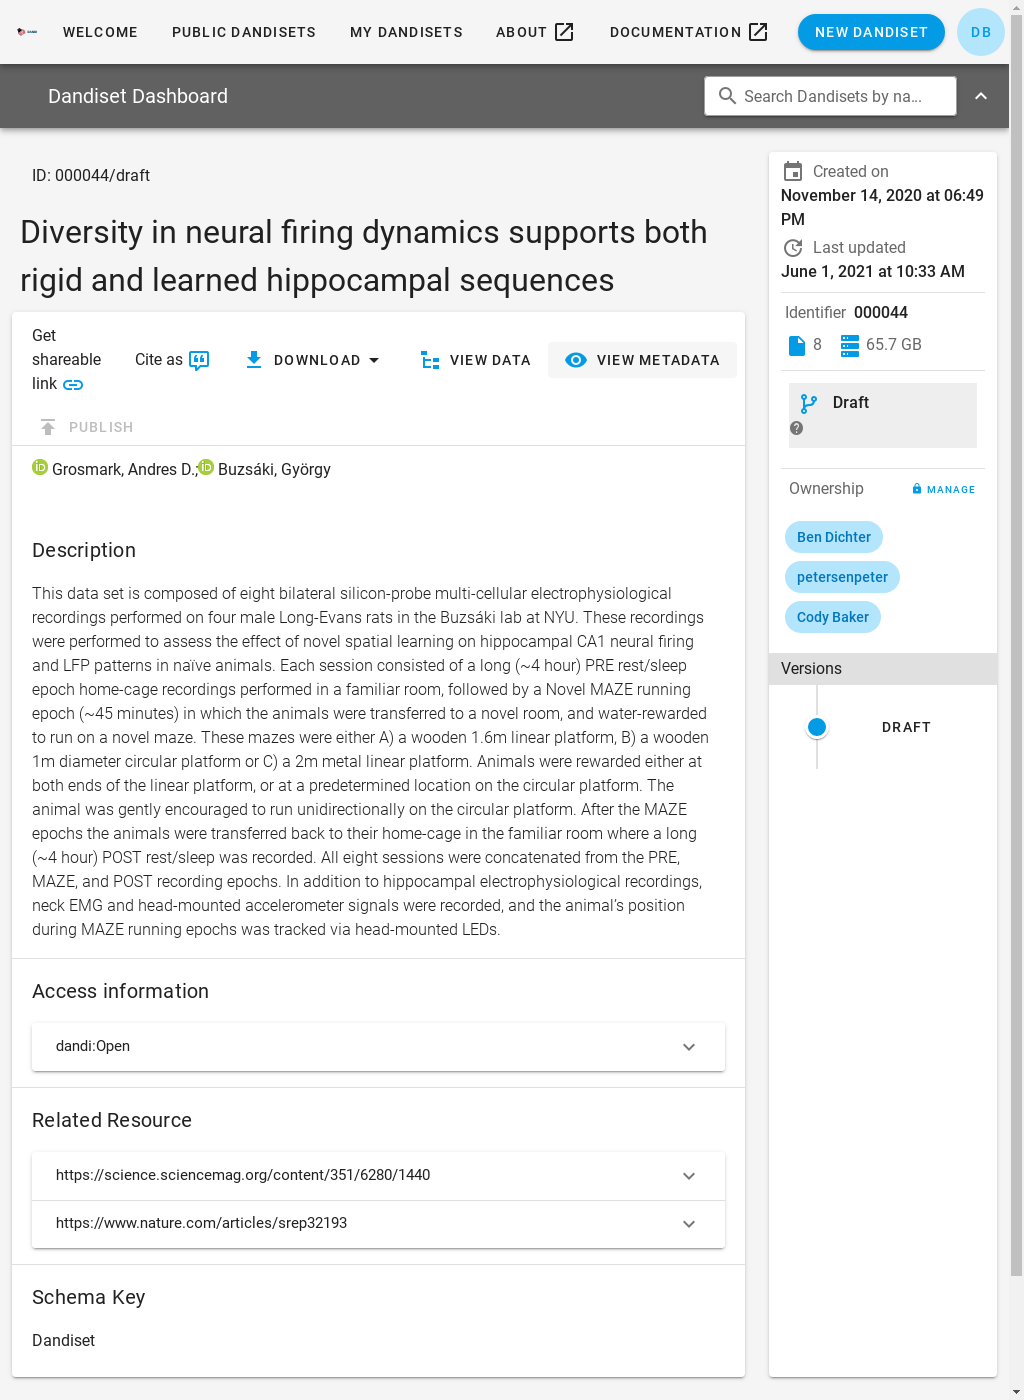 WELCOME
PUBLIC DANDISETS
MY DANDISETS
ABOUT
DOCUMENTATION
NEW DANDISET
DB
Dandiset Dashboard
Search Dandisets by na...
ID: 000044/draft
Diversity in neural firing dynamics supports both
rigid and learned hippocampal sequences
Get
shareable
link
Cite as
DOWNLOAD
VIEW DATA
VIEW METADATA
PUBLISH
iD Grosmark, Andres D.; iD Buzsáki, György
Description
This data set is composed of eight bilateral silicon-probe multi-cellular electrophysiological
recordings performed on four male Long-Evans rats in the Buzsáki lab at NYU. These recordings
were performed to assess the effect of novel spatial learning on hippocampal CA1 neural firing
and LFP patterns in naïve animals. Each session consisted of a long (~4 hour) PRE rest/sleep
epoch home-cage recordings performed in a familiar room, followed by a Novel MAZE running
epoch (~45 minutes) in which the animals were transferred to a novel room, and water-rewarded
to run on a novel maze. These mazes were either A) a wooden 1.6m linear platform, B) a wooden
1m diameter circular platform or C) a 2m metal linear platform. Animals were rewarded either at
both ends of the linear platform, or at a predetermined location on the circular platform. The
animal was gently encouraged to run unidirectionally on the circular platform. After the MAZE
epochs the animals were transferred back to their home-cage in the familiar room where a long
(~4 hour) POST rest/sleep was recorded. All eight sessions were concatenated from the PRE,
MAZE, and POST recording epochs. In addition to hippocampal electrophysiological recordings,
neck EMG and head-mounted accelerometer signals were recorded, and the animal’s position
during MAZE running epochs was tracked via head-mounted LEDs.
Access information
dandi:Open
Related Resource
https://science.sciencemag.org/content/351/6280/1440
https://www.nature.com/articles/srep32193
Schema Key
Dandiset
Created on
November 14, 2020 at 06:49
PM
Last updated
June 1, 2021 at 10:33 AM
Identifier 000044
8
65.7 GB
Draft
Ownership
MANAGE
Ben Dichter
petersenpeter
Cody Baker
Versions
DRAFT